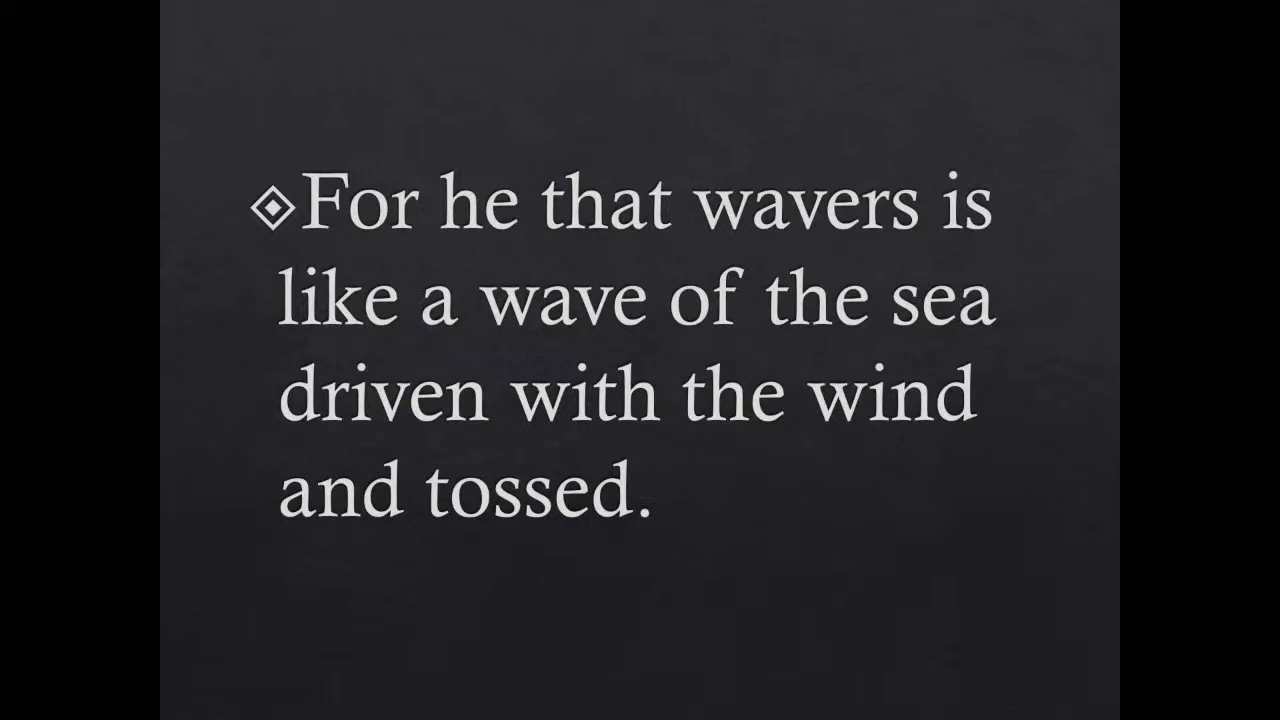 For he that wavers is
like a wave of the sea
driven with the wind
and tossed.